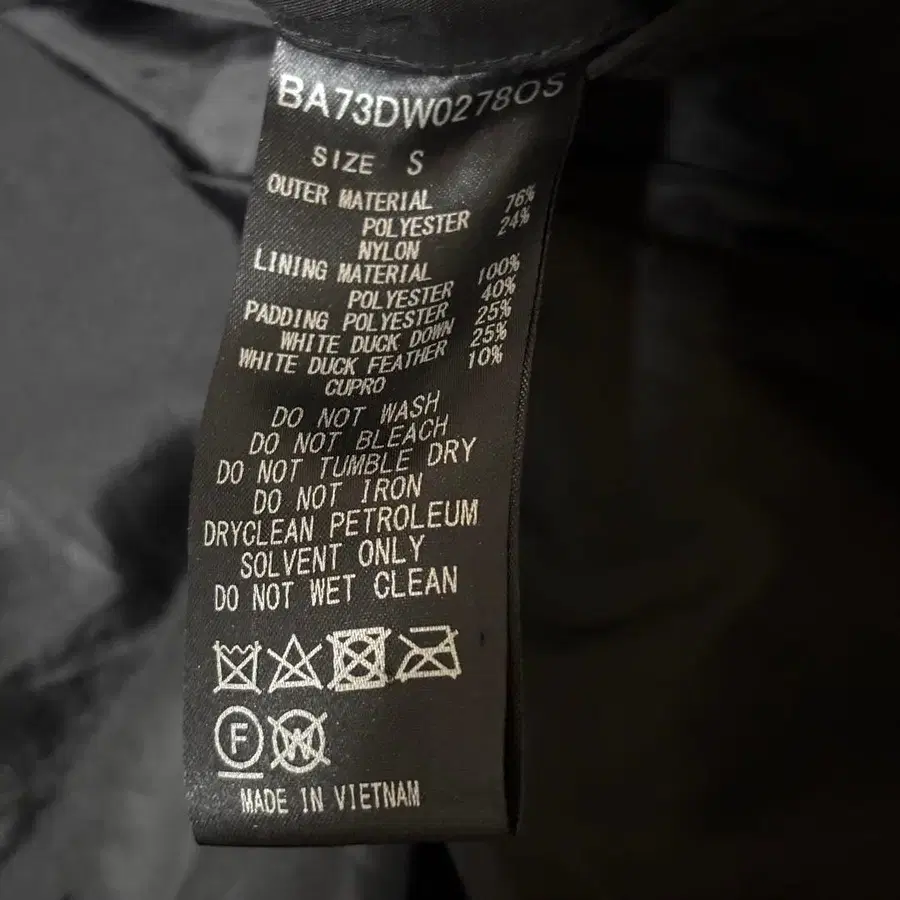 BA73DW0278OS
SIZE S
OUTER MATERIAL
POLYESTER 76%
NYLON 24%
LINING MATERIAL
POLYESTER 100%
PADDING POLYESTER 40%
WHITE DUCK DOWN 25%
WHITE DUCK FEATHER 25%
CUPRO 10%
DO NOT WASH
DO NOT BLEACH
DO NOT TUMBLE DRY
DO NOT IRON
DRYCLEAN PETROLEUM
SOLVENT ONLY
DO NOT WET CLEAN
F W
MADE IN VIETNAM